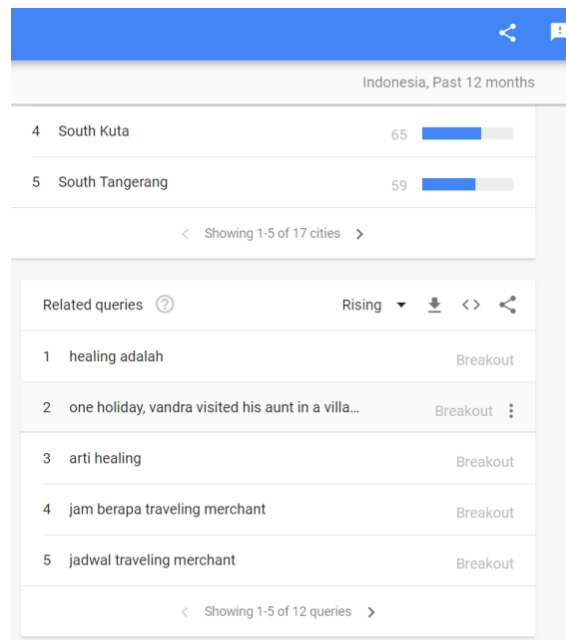 Indonesia, Past 12 months
4 South Kuta 65
5 South Tangerang 59
Showing 1-5 of 17 cities
Related queries Rising
1 healing adalah Breakout
2 one holiday, vandra visited his aunt in a villa... Breakout
3 arti healing Breakout
4 jam berapa traveling merchant Breakout
5 jadwal traveling merchant Breakout
Showing 1-5 of 12 queries